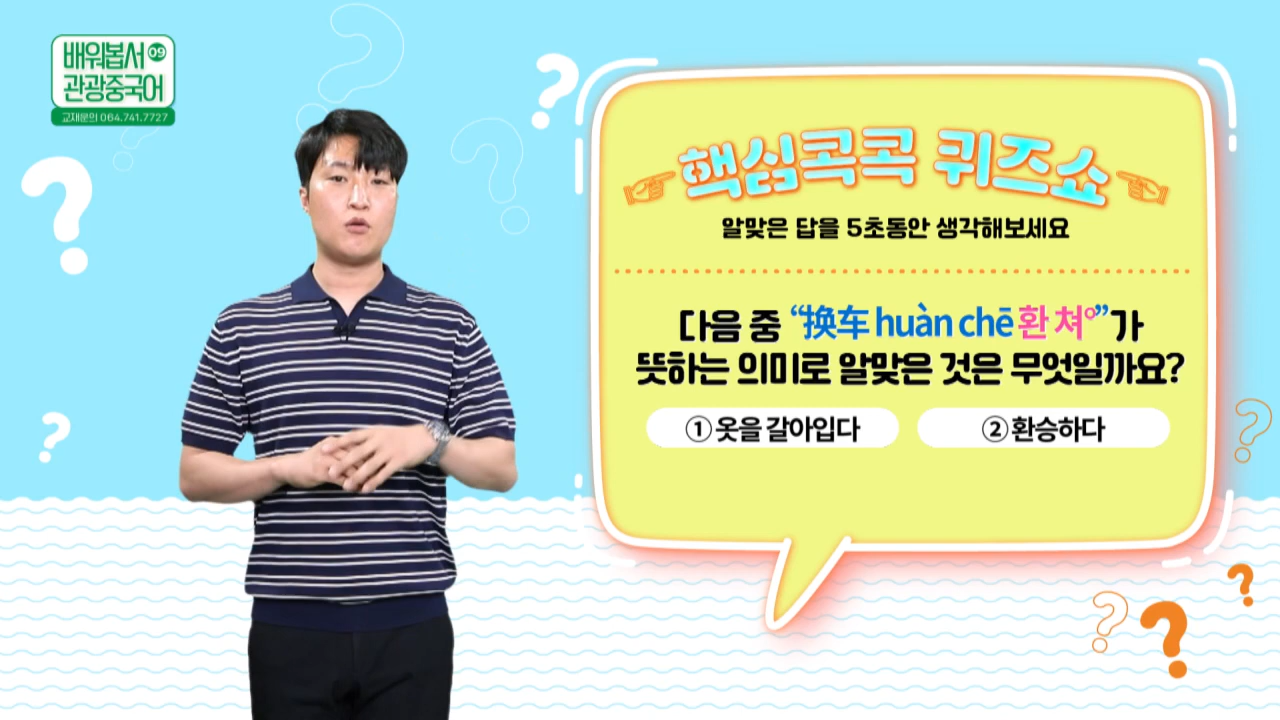 배워봅서 09
관광중국어
교재문의 064.741.7727
핵심콕콕 퀴즈쇼
알맞은 답을 5초동안 생각해보세요
다음 중 “换车 huàn chē 환 쳐°”가
뜻하는 의미로 알맞은 것은 무엇일까요?
① 옷을 갈아입다
② 환승하다